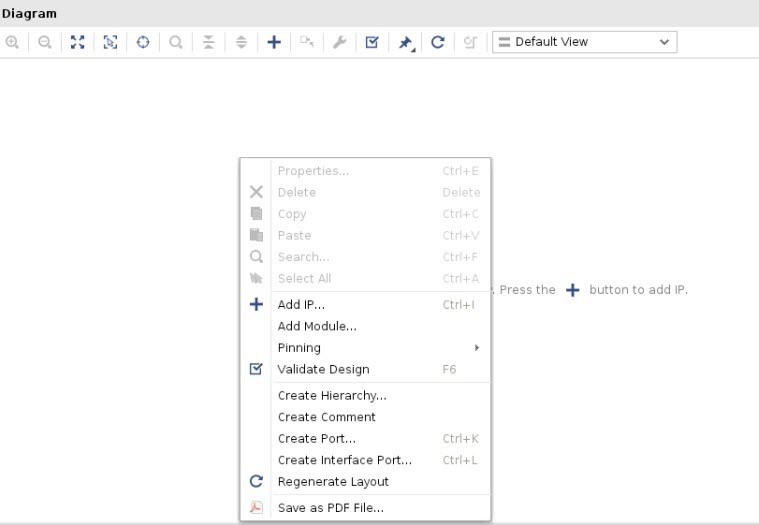 Diagram
Default View
Properties... Ctrl+E
Delete Delete
Copy Ctrl+C
Paste Ctrl+V
Search... Ctrl+F
Select All Ctrl+A
. Press the button to add IP.
Add IP... Ctrl+I
Add Module...
Pinning
Validate Design F6
Create Hierarchy...
Create Comment
Create Port... Ctrl+K
Create Interface Port... Ctrl+L
Regenerate Layout
Save as PDF File...